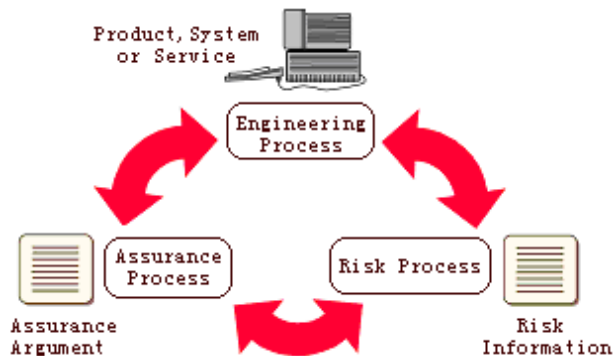 Product, System
or Service
Engineering
Process
Assurance
Process
Risk Process
Assurance
Argument
Risk
Information